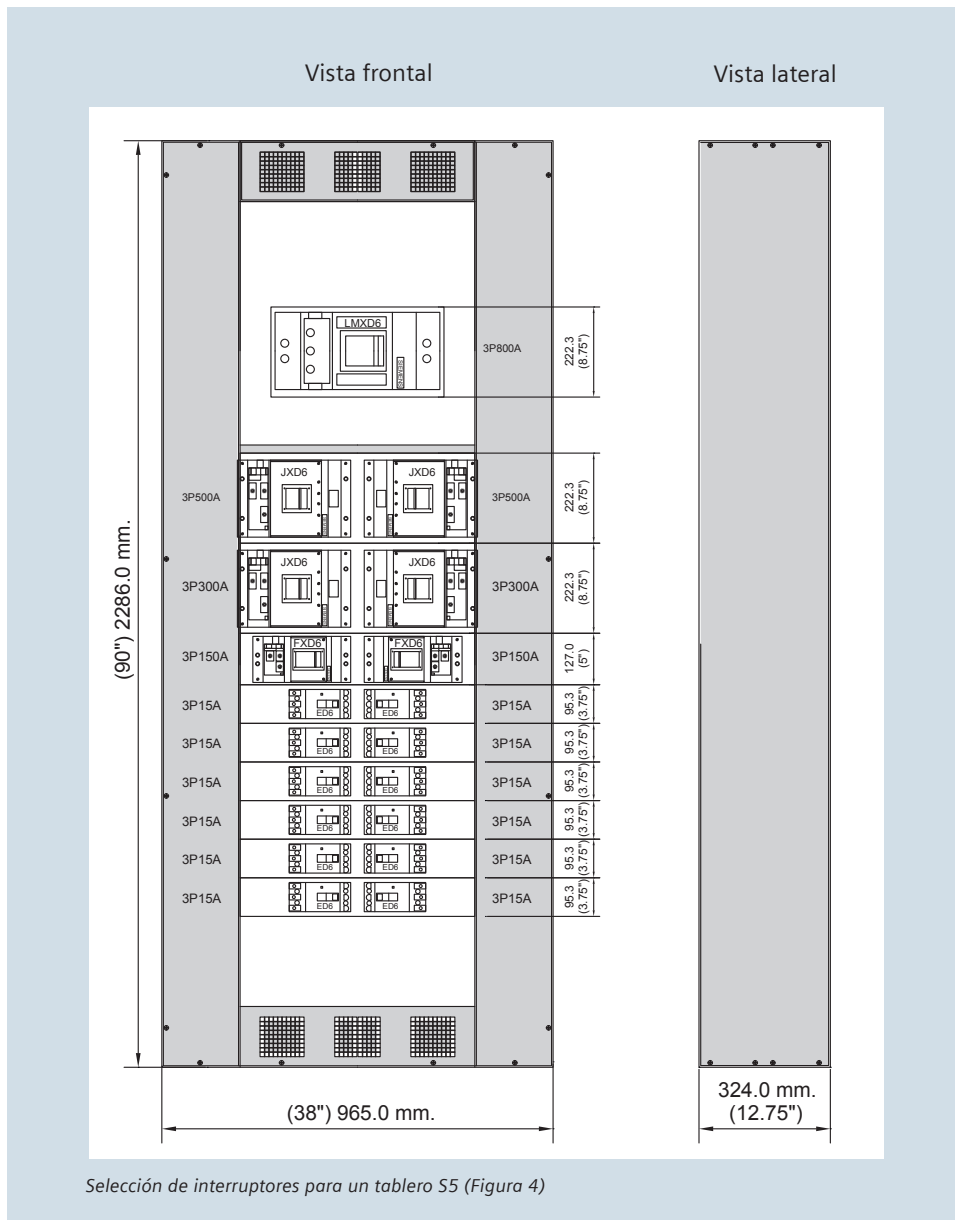 Vista frontal
Vista lateral
(90") 2286.0 mm.
LMXD6
SIEMENS
3P800A
222.3
(8.75")
3P500A
JXD6
JXD6
3P500A
222.3
(8.75")
3P300A
JXD6
JXD6
3P300A
222.3
(8.75")
3P150A
FXD6
FXD6
3P150A
127.0
(5")
3P15A
ED6
ED6
3P15A
95.3
(3.75")
3P15A
ED6
ED6
3P15A
95.3
(3.75")
3P15A
ED6
ED6
3P15A
95.3
(3.75")
3P15A
ED6
ED6
3P15A
95.3
(3.75")
3P15A
ED6
ED6
3P15A
95.3
(3.75")
3P15A
ED6
ED6
3P15A
95.3
(3.75")
(38") 965.0 mm.
324.0 mm.
(12.75")
Selección de interruptores para un tablero S5 (Figura 4)